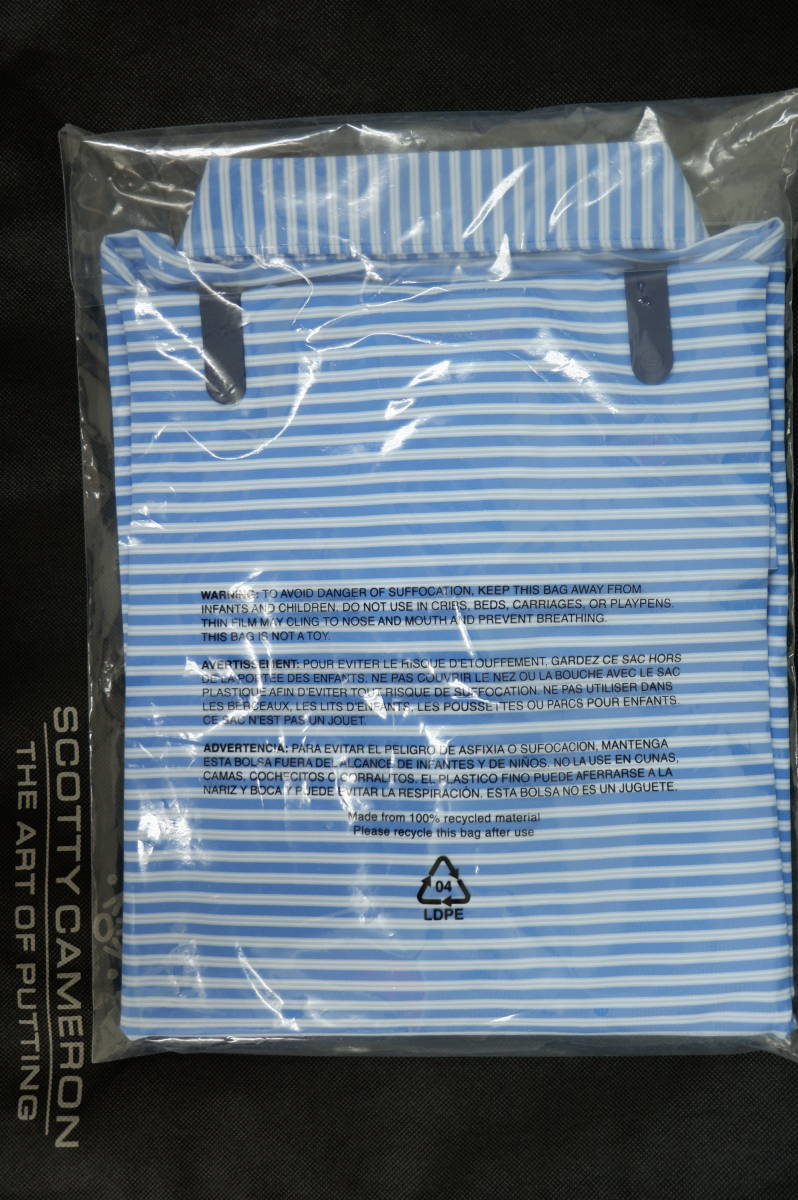 WARNING: TO AVOID DANGER OF SUFFOCATION, KEEP THIS BAG AWAY FROM
INFANTS AND CHILDREN. DO NOT USE IN CRIBS, BEDS, CARRIAGES, OR PLAYPENS.
THIN FILM MAY CLING TO NOSE AND MOUTH AND PREVENT BREATHING.
THIS BAG IS NOT A TOY.
AVERTISSEMENT: POUR EVITER LE RISQUE D'ETOUFFEMENT, GARDEZ CE SAC HORS
DE LA PORTEE DES ENFANTS. NE PAS COUVRIR LE NEZ OU LA BOUCHE AVEC LE SAC
PLASTIQUE AFIN D'EVITER TOUT RISQUE DE SUFFOCATION. NE PAS UTILISER DANS
LES BERCEAUX, LES LITS D'ENFANTS, LES POUSSETTES OU PARCS POUR ENFANTS.
CE SAC N'EST PAS UN JOUET.
ADVERTENCIA: PARA EVITAR EL PELIGRO DE ASFIXIA O SUFOCACION, MANTENGA
ESTA BOLSA FUERA DEL ALCANCE DE INFANTES Y DE NIÑOS. NO LA USE EN CUNAS,
CAMAS, COCHECITOS O CORRALITOS. EL PLASTICO FINO PUEDE AFERRARSE A LA
NARIZ Y BOCA Y PUEDE EVITAR LA RESPIRACIÓN. ESTA BOLSA NO ES UN JUGUETE.
Made from 100% recycled material
Please recycle this bag after use
04
LDPE
SCOTTY CAMERON
THE ART OF PUTTING